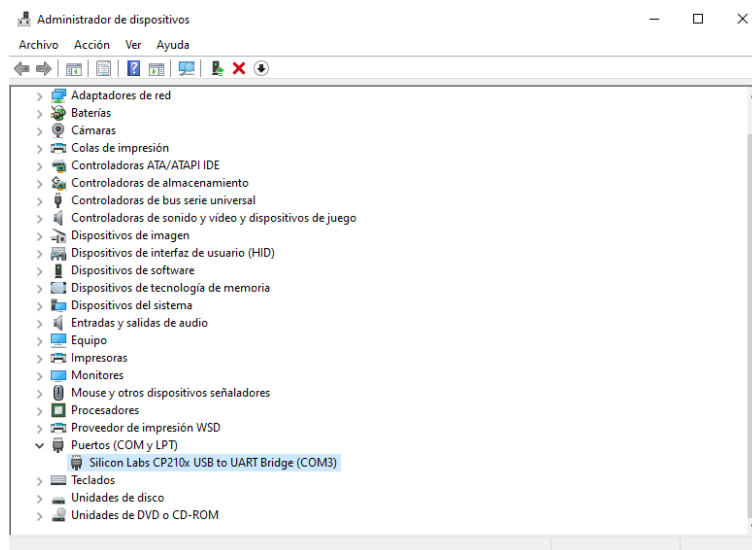 Administrador de dispositivos
Archivo Acción Ver Ayuda
Adaptadores de red
Baterías
Cámaras
Colas de impresión
Controladoras ATA/ATAPI IDE
Controladoras de almacenamiento
Controladoras de bus serie universal
Controladoras de sonido y vídeo y dispositivos de juego
Dispositivos de imagen
Dispositivos de interfaz de usuario (HID)
Dispositivos de software
Dispositivos de tecnología de memoria
Dispositivos del sistema
Entradas y salidas de audio
Equipo
Impresoras
Monitores
Mouse y otros dispositivos señaladores
Procesadores
Proveedor de impresión WSD
Puertos (COM y LPT)
Silicon Labs CP210x USB to UART Bridge (COM3)
Teclados
Unidades de disco
Unidades de DVD o CD-ROM